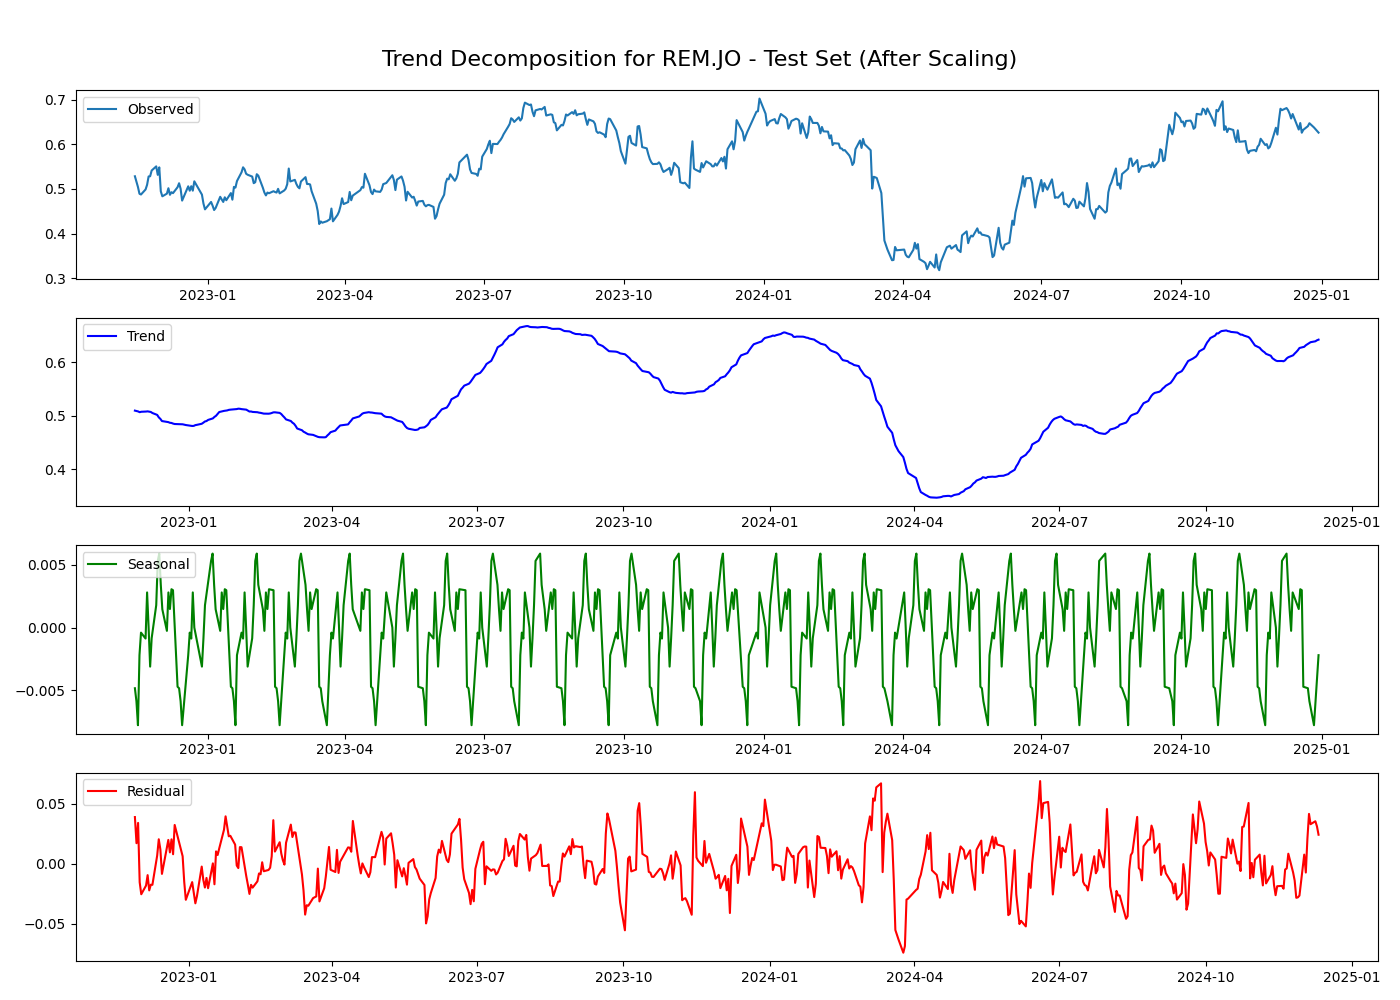 Trend Decomposition for REM.JO - Test Set (After Scaling)
Observed
0.7
0.6
0.5
0.4
0.3
2023-01 2023-04 2023-07 2023-10 2024-01 2024-04 2024-07 2024-10 2025-01
Trend
0.6
0.5
0.4
2023-01 2023-04 2023-07 2023-10 2024-01 2024-04 2024-07 2024-10 2025-01
Seasonal
0.005
0.000
−0.005
2023-01 2023-04 2023-07 2023-10 2024-01 2024-04 2024-07 2024-10 2025-01
Residual
0.05
0.00
−0.05
2023-01 2023-04 2023-07 2023-10 2024-01 2024-04 2024-07 2024-10 2025-01